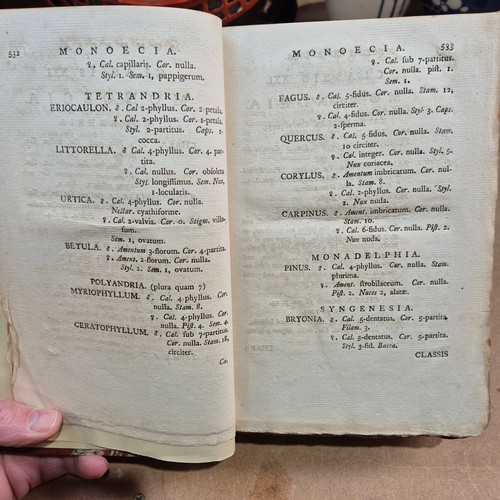 532 MONOECIA.
♀. Cal. capillaris. Cor. nulla.
Styl. 1. Sem. 1, pappigerum.
TETRANDRIA.
ERIOCAULON. ♂. Cal. 2-phyllus. Cor. 2-petala.
♀. Cal. 2-phyllus. Cor. 1-petala,
Styl. 2-partitus. Caps. 1-
cocca.
LITTORELLA. ♂. Cal. 4-phyllus. Cor. 4. par-
tita.
♀. Cal. nullus. Cor. obsoleta
Styl. longissimus. Sem. Nux,
1-locularis.
URTICA. ♂. Cal. 4-phyllus. Cor. nulla.
Nectar. cyathiforme.
♀. Cal. 2-valvis. Cor. 0. Stigm. villo-
sum.
Sem. 1, ovatum.
BETULA. ♂. Amentum 3-florum. Cor. 4-partita.
♀. Ament. 2-florum. Cor. nulla.
Styl. 2. Sem. 1, ovatum.
POLYANDRIA. (plura quam 7)
MYRIOPHYLLUM. ♂. Cal. 4-phyllus. Cor.
nulla. Stam. 8.
♀. Cal. 4-phyllus. Cor.
nulla. Pist. 4. Sem. 4.
CERATOPHYLLUM. ♂. Cal. sub 7-partitus.
Cor. nulla. Stam. 18,
circiter.
MONOECIA. 533
♀. Cal. sub 7-partitus.
Cor. nulla. pist. 1.
Sem. 1.
FAGUS. ♂. Cal. 5-fidus. Cor. nulla. Stam. 12,
circiter.
♀. Cal. 4-fidus. Cor. nulla. Styl. 3. Caps.
2-sperma.
QUERCUS. ♂. Cal. 5-fidus. Cor. nulla. Stam.
10 circiter.
♀. Cal. integer. Cor. nulla. Styl. 5.
Nux coriacea.
CORYLUS. ♂. Amentum imbricatum. Cor. nul-
la. Stam. 8.
♀. Cal. 2-phyllus. Cor. nulla. Styl.
2. Nux nuda.
CARPINUS. ♂. Ament. imbricatum. Cor. nulla.
Stam. 10.
♀. Cal. 6-fidus. Cor. nulla. Pist. 2.
Nux nuda.
MONADELPHIA.
PINUS. ♂. Cal. 4-phyllus. Cor. nulla. Stam.
plurima.
♀. Ament. strobilaceum. Cor. nulla.
Pist. 2. Nuces 2, alatæ.
SYNGENESIA.
BRYONIA. ♂. Cal. 5-dentatus. Cor. 5-partita.
Filam. 3.
♀. Cal. 5-dentatus. Cor. 5-partita.
Styl. 3-fid. Bacca.
CLASSIS